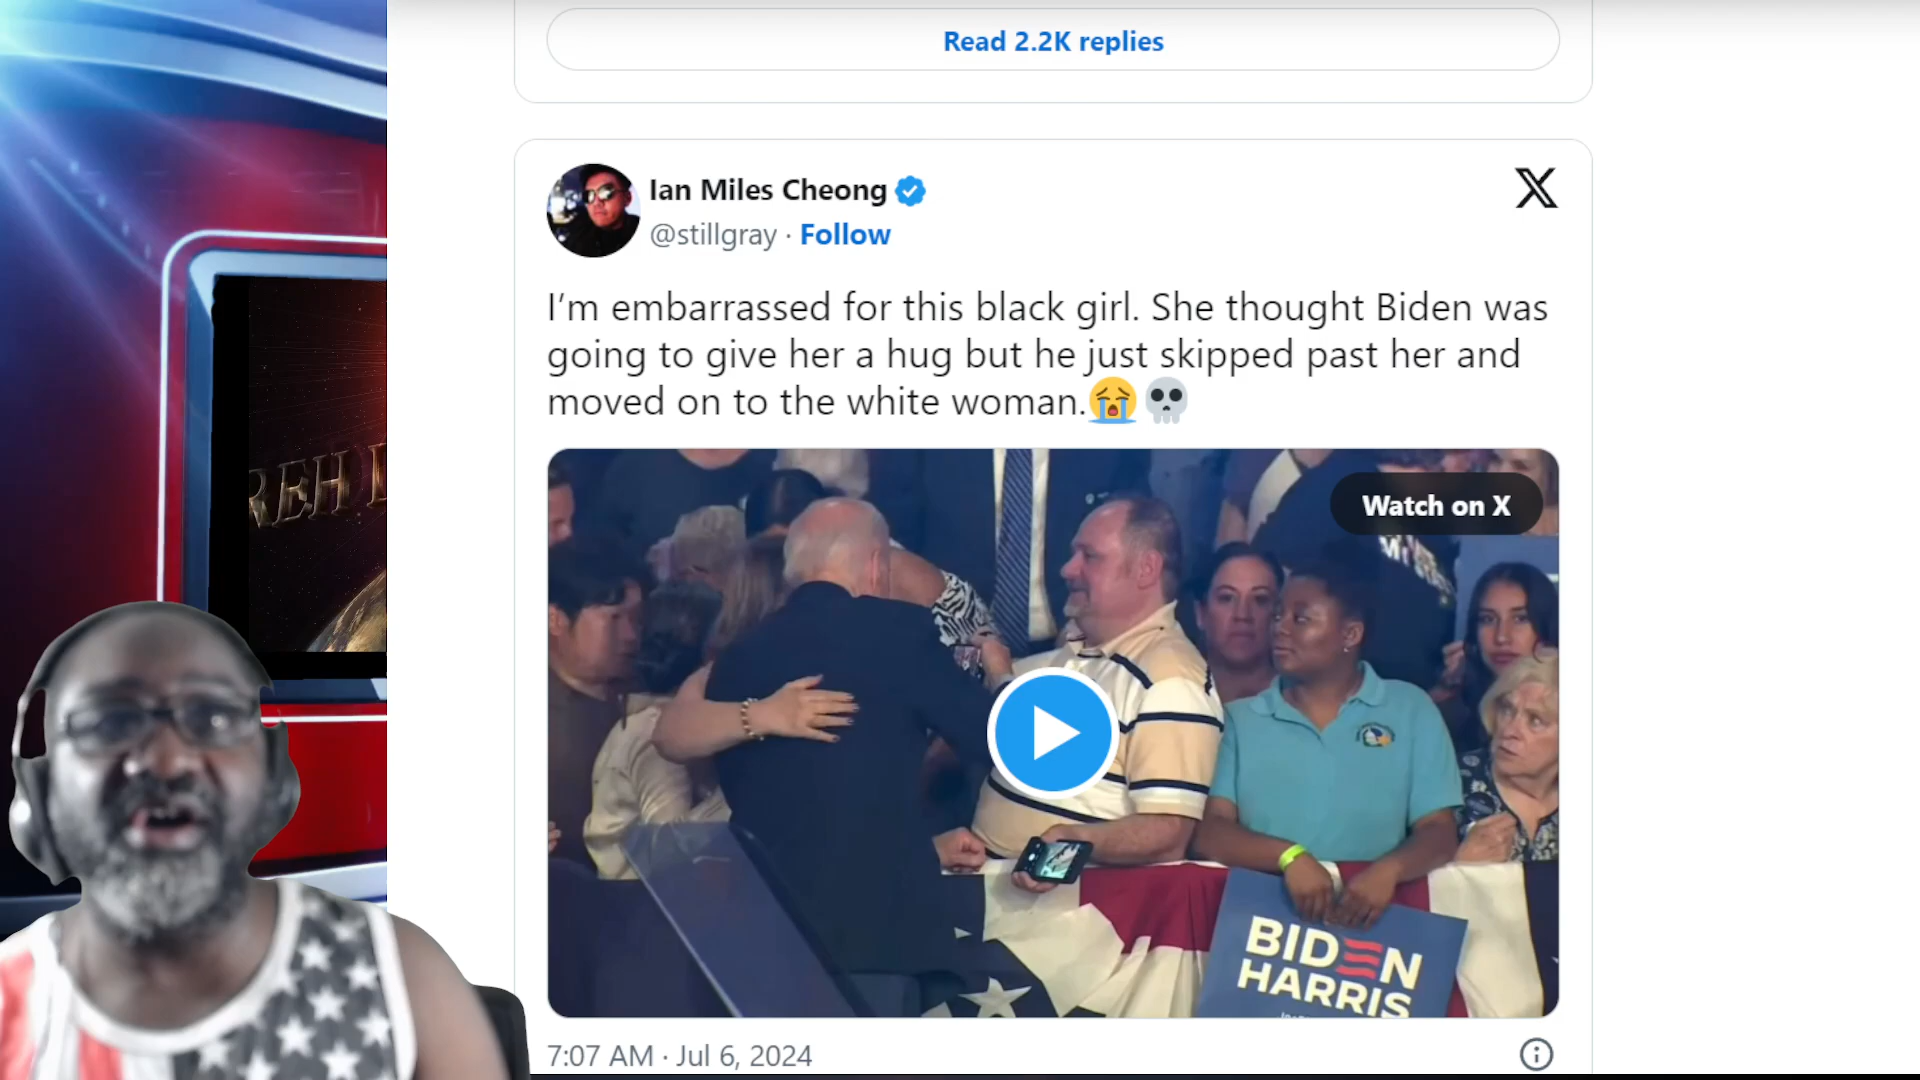 Read 2.2K replies
Ian Miles Cheong
@stillgray · Follow
I’m embarrassed for this black girl. She thought Biden was
going to give her a hug but he just skipped past her and
moved on to the white woman.😭💀
Watch on X
BIDEN
HARRIS
REH
7:07 AM · Jul 6, 2024